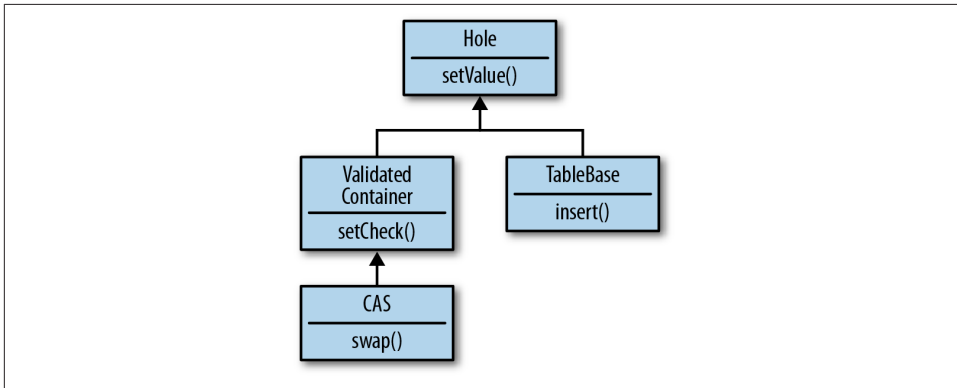 Hole
setValue()
Validated
Container
setCheck()
TableBase
insert()
CAS
swap()